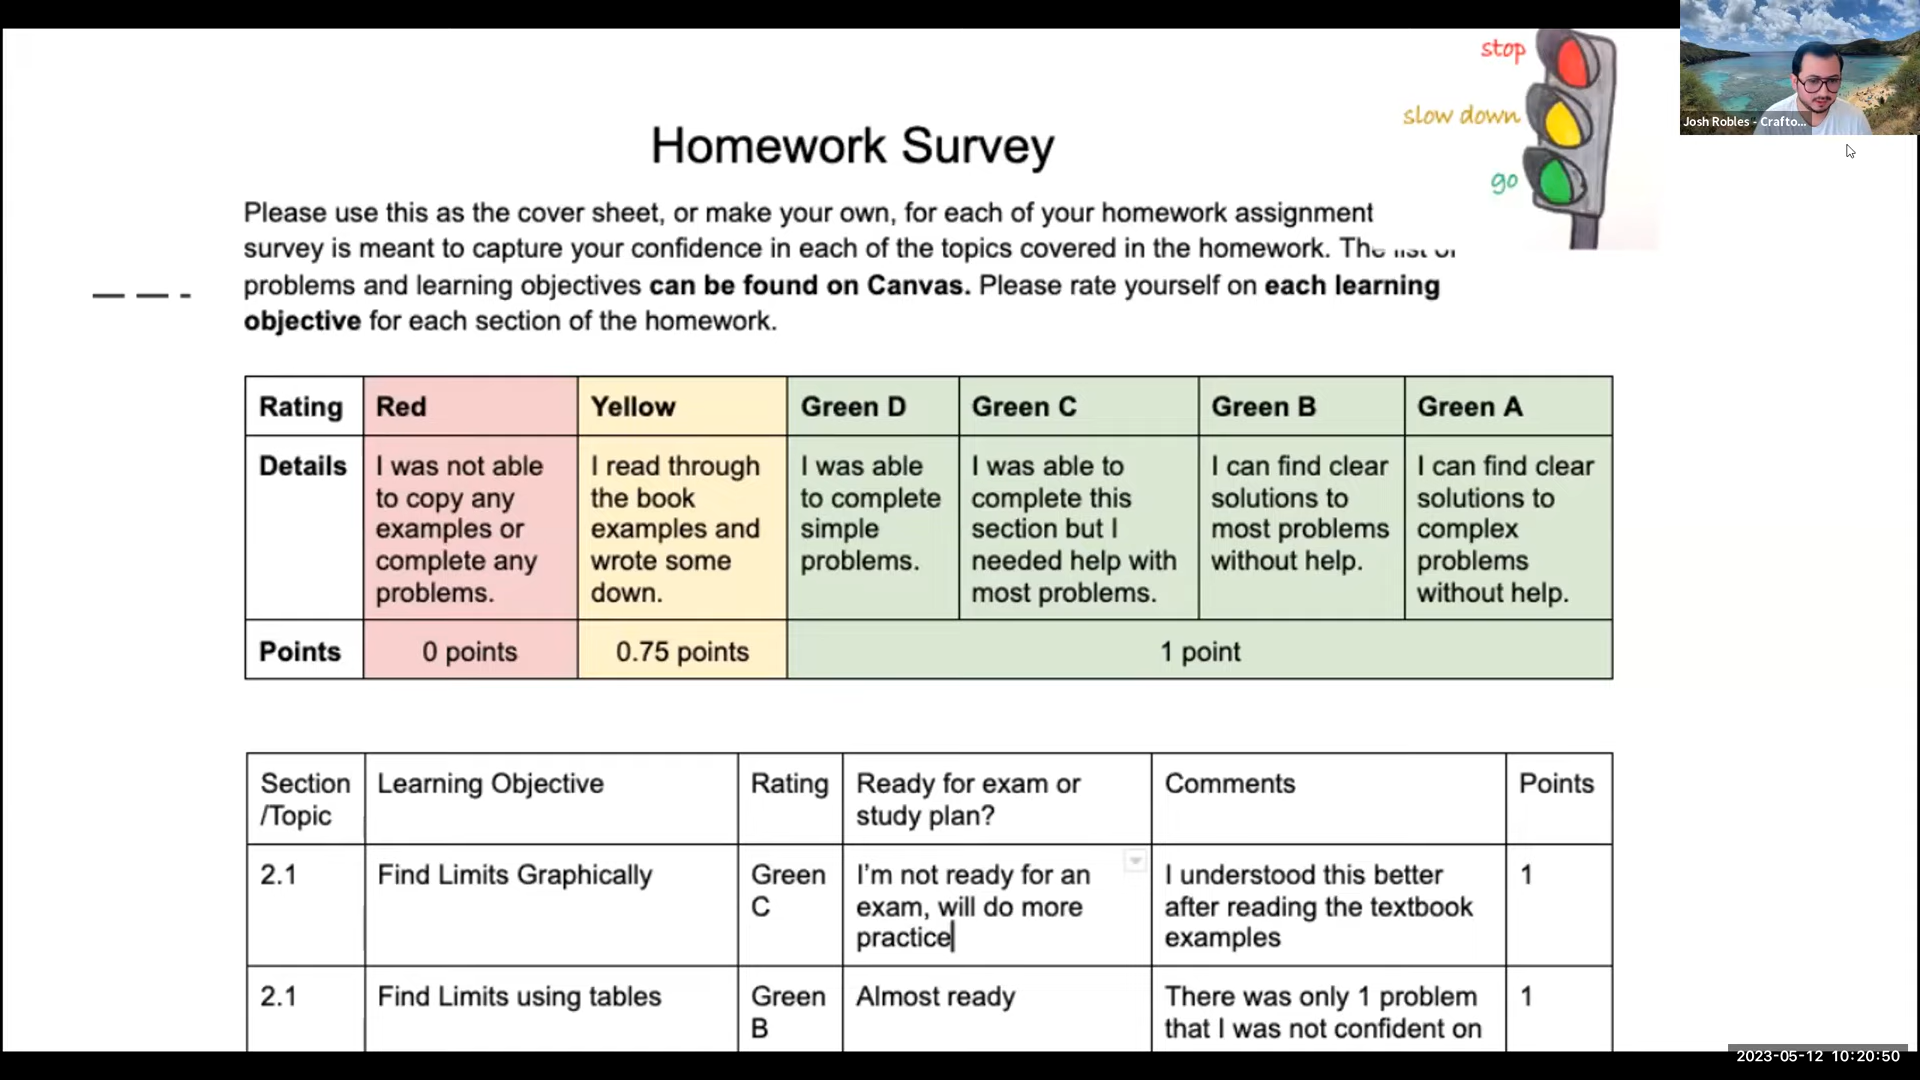 stop
slow down
go
Josh Robles - Crafto...
Homework Survey
Please use this as the cover sheet, or make your own, for each of your homework assignment
survey is meant to capture your confidence in each of the topics covered in the homework. The list of
problems and learning objectives can be found on Canvas. Please rate yourself on each learning
objective for each section of the homework.
Rating Red Yellow Green D Green C Green B Green A
Details I was not able I read through I was able I was able to I can find clear I can find clear
to copy any the book to complete complete this solutions to solutions to
examples or examples and simple section but I most problems complex
complete any wrote some problems. needed help with without help. problems
problems. down. most problems. without help.
Points 0 points 0.75 points 1 point
Section Learning Objective Rating Ready for exam or Comments Points
/Topic study plan?
2.1 Find Limits Graphically Green I'm not ready for an I understood this better 1
C exam, will do more after reading the textbook
practice examples
2.1 Find Limits using tables Green Almost ready There was only 1 problem 1
B that I was not confident on
2023-05-12 10:20:50